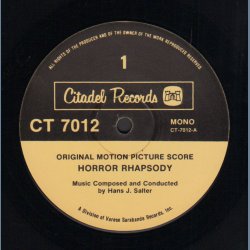 ALL RIGHTS OF THE PRODUCER AND OF THE OWNER OF THE WORK REPRODUCED RESERVED
1
Citadel Records
CT 7012
MONO
CT-7012-A
ORIGINAL MOTION PICTURE SCORE
HORROR RHAPSODY
Music Composed and Conducted
by Hans J. Salter
A Division of Varese Sarabande Records, Inc.